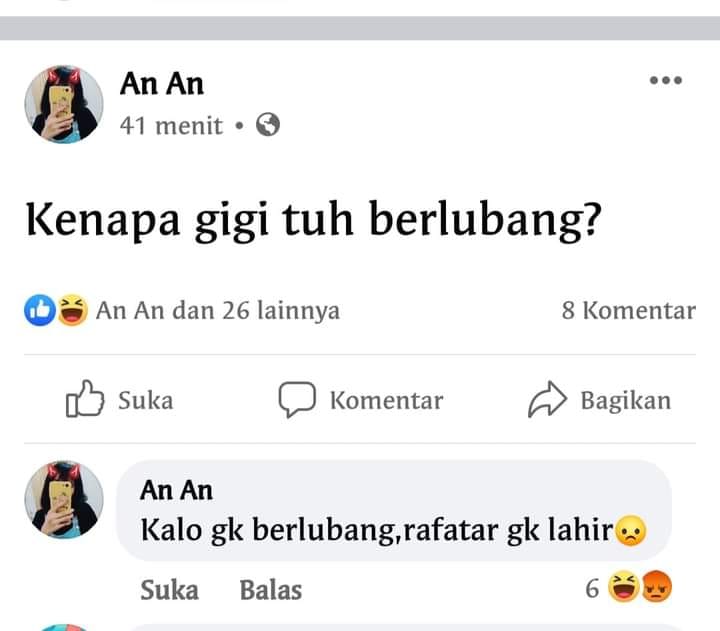 An An
41 menit
Kenapa gigi tuh berlubang?
An An dan 26 lainnya
8 Komentar
Suka
Komentar
Bagikan
An An
Kalo gk berlubang,rafatar gk lahir😞
Suka Balas 6